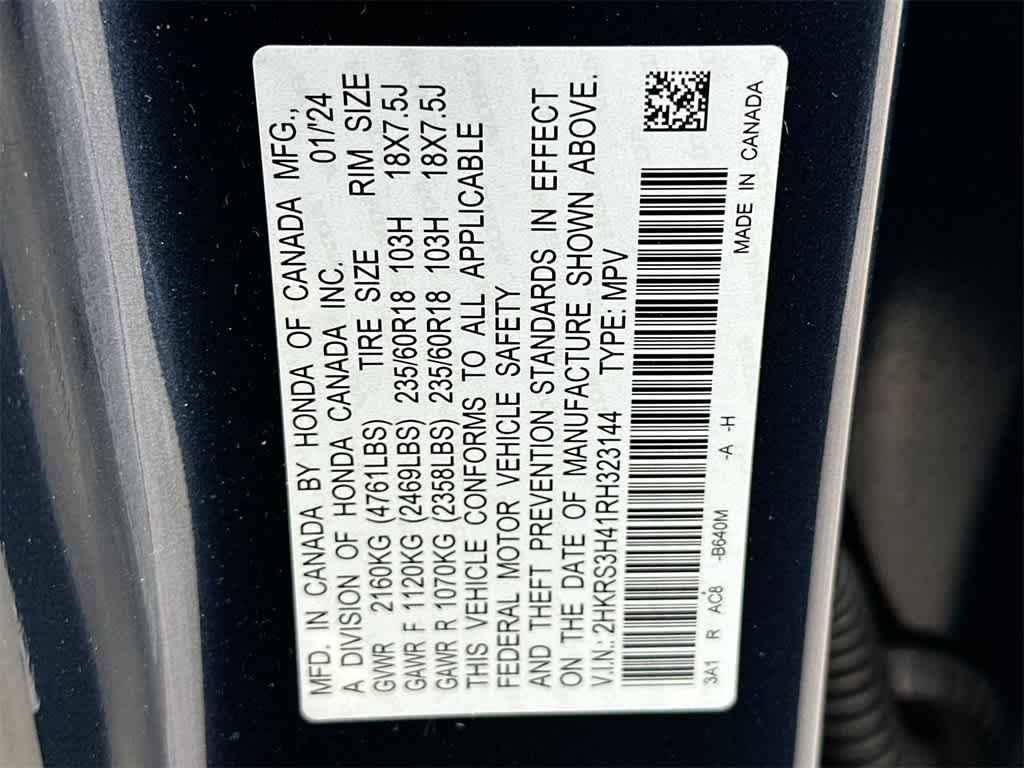 MFD. IN CANADA BY HONDA OF CANADA MFG.,
A DIVISION OF HONDA CANADA INC. 01/'24
GVWR 2160KG (4761LBS) TIRE SIZE RIM SIZE
GAWR F 1120KG (2469LBS) 235/60R18 103H 18X7.5J
GAWR R 1070KG (2358LBS) 235/60R18 103H 18X7.5J
THIS VEHICLE CONFORMS TO ALL APPLICABLE
FEDERAL MOTOR VEHICLE SAFETY
AND THEFT PREVENTION STANDARDS IN EFFECT
ON THE DATE OF MANUFACTURE SHOWN ABOVE.
V.I.N.: 2HKRS3H41RH323144 TYPE: MPV
3A1 R AC8 -B640M -A -H
MADE IN CANADA